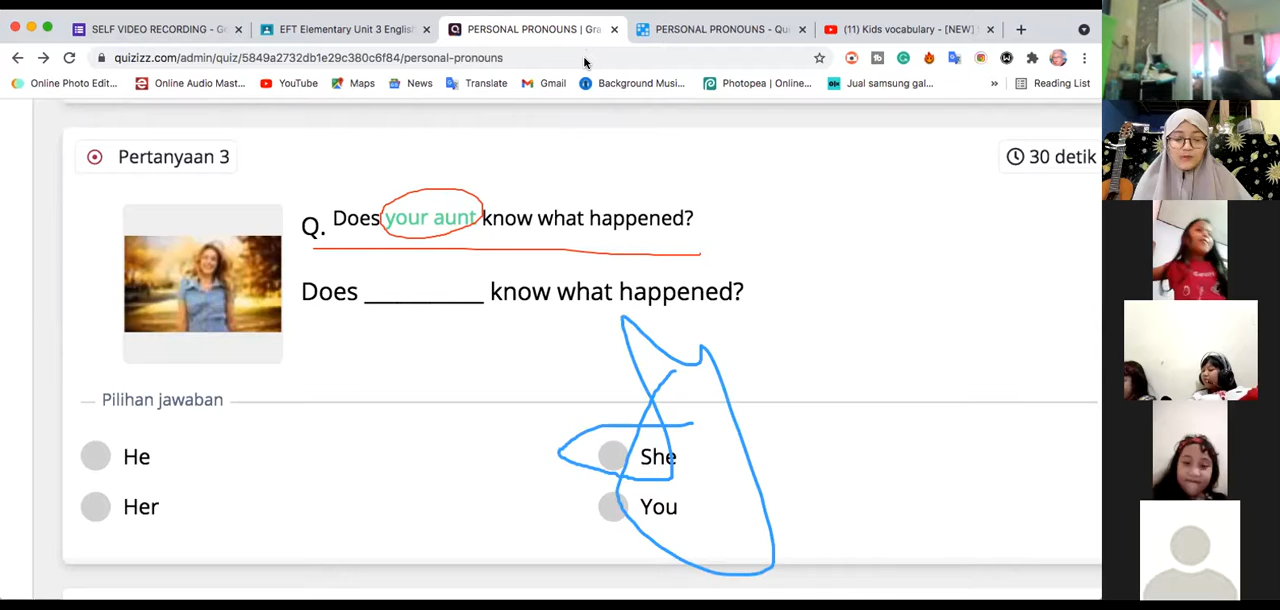 SELF VIDEO RECORDING - G
EFT Elementary Unit 3 English
PERSONAL PRONOUNS | Gra
PERSONAL PRONOUNS - Qui
(11) Kids vocabulary - [NEW]
quizizz.com/admin/quiz/5849a2732db1e29c3c0c6f84/personal-pronouns
Online Photo Edit...
Online Audio Mast...
YouTube
Maps
News
Translate
Gmail
Background Musi...
Photopea | Online...
Jual samsung gal...
»
Reading List
Pertanyaan 3
30 detik
Q. Does your aunt know what happened?
Does __________ know what happened?
Pilihan jawaban
He
She
Her
You